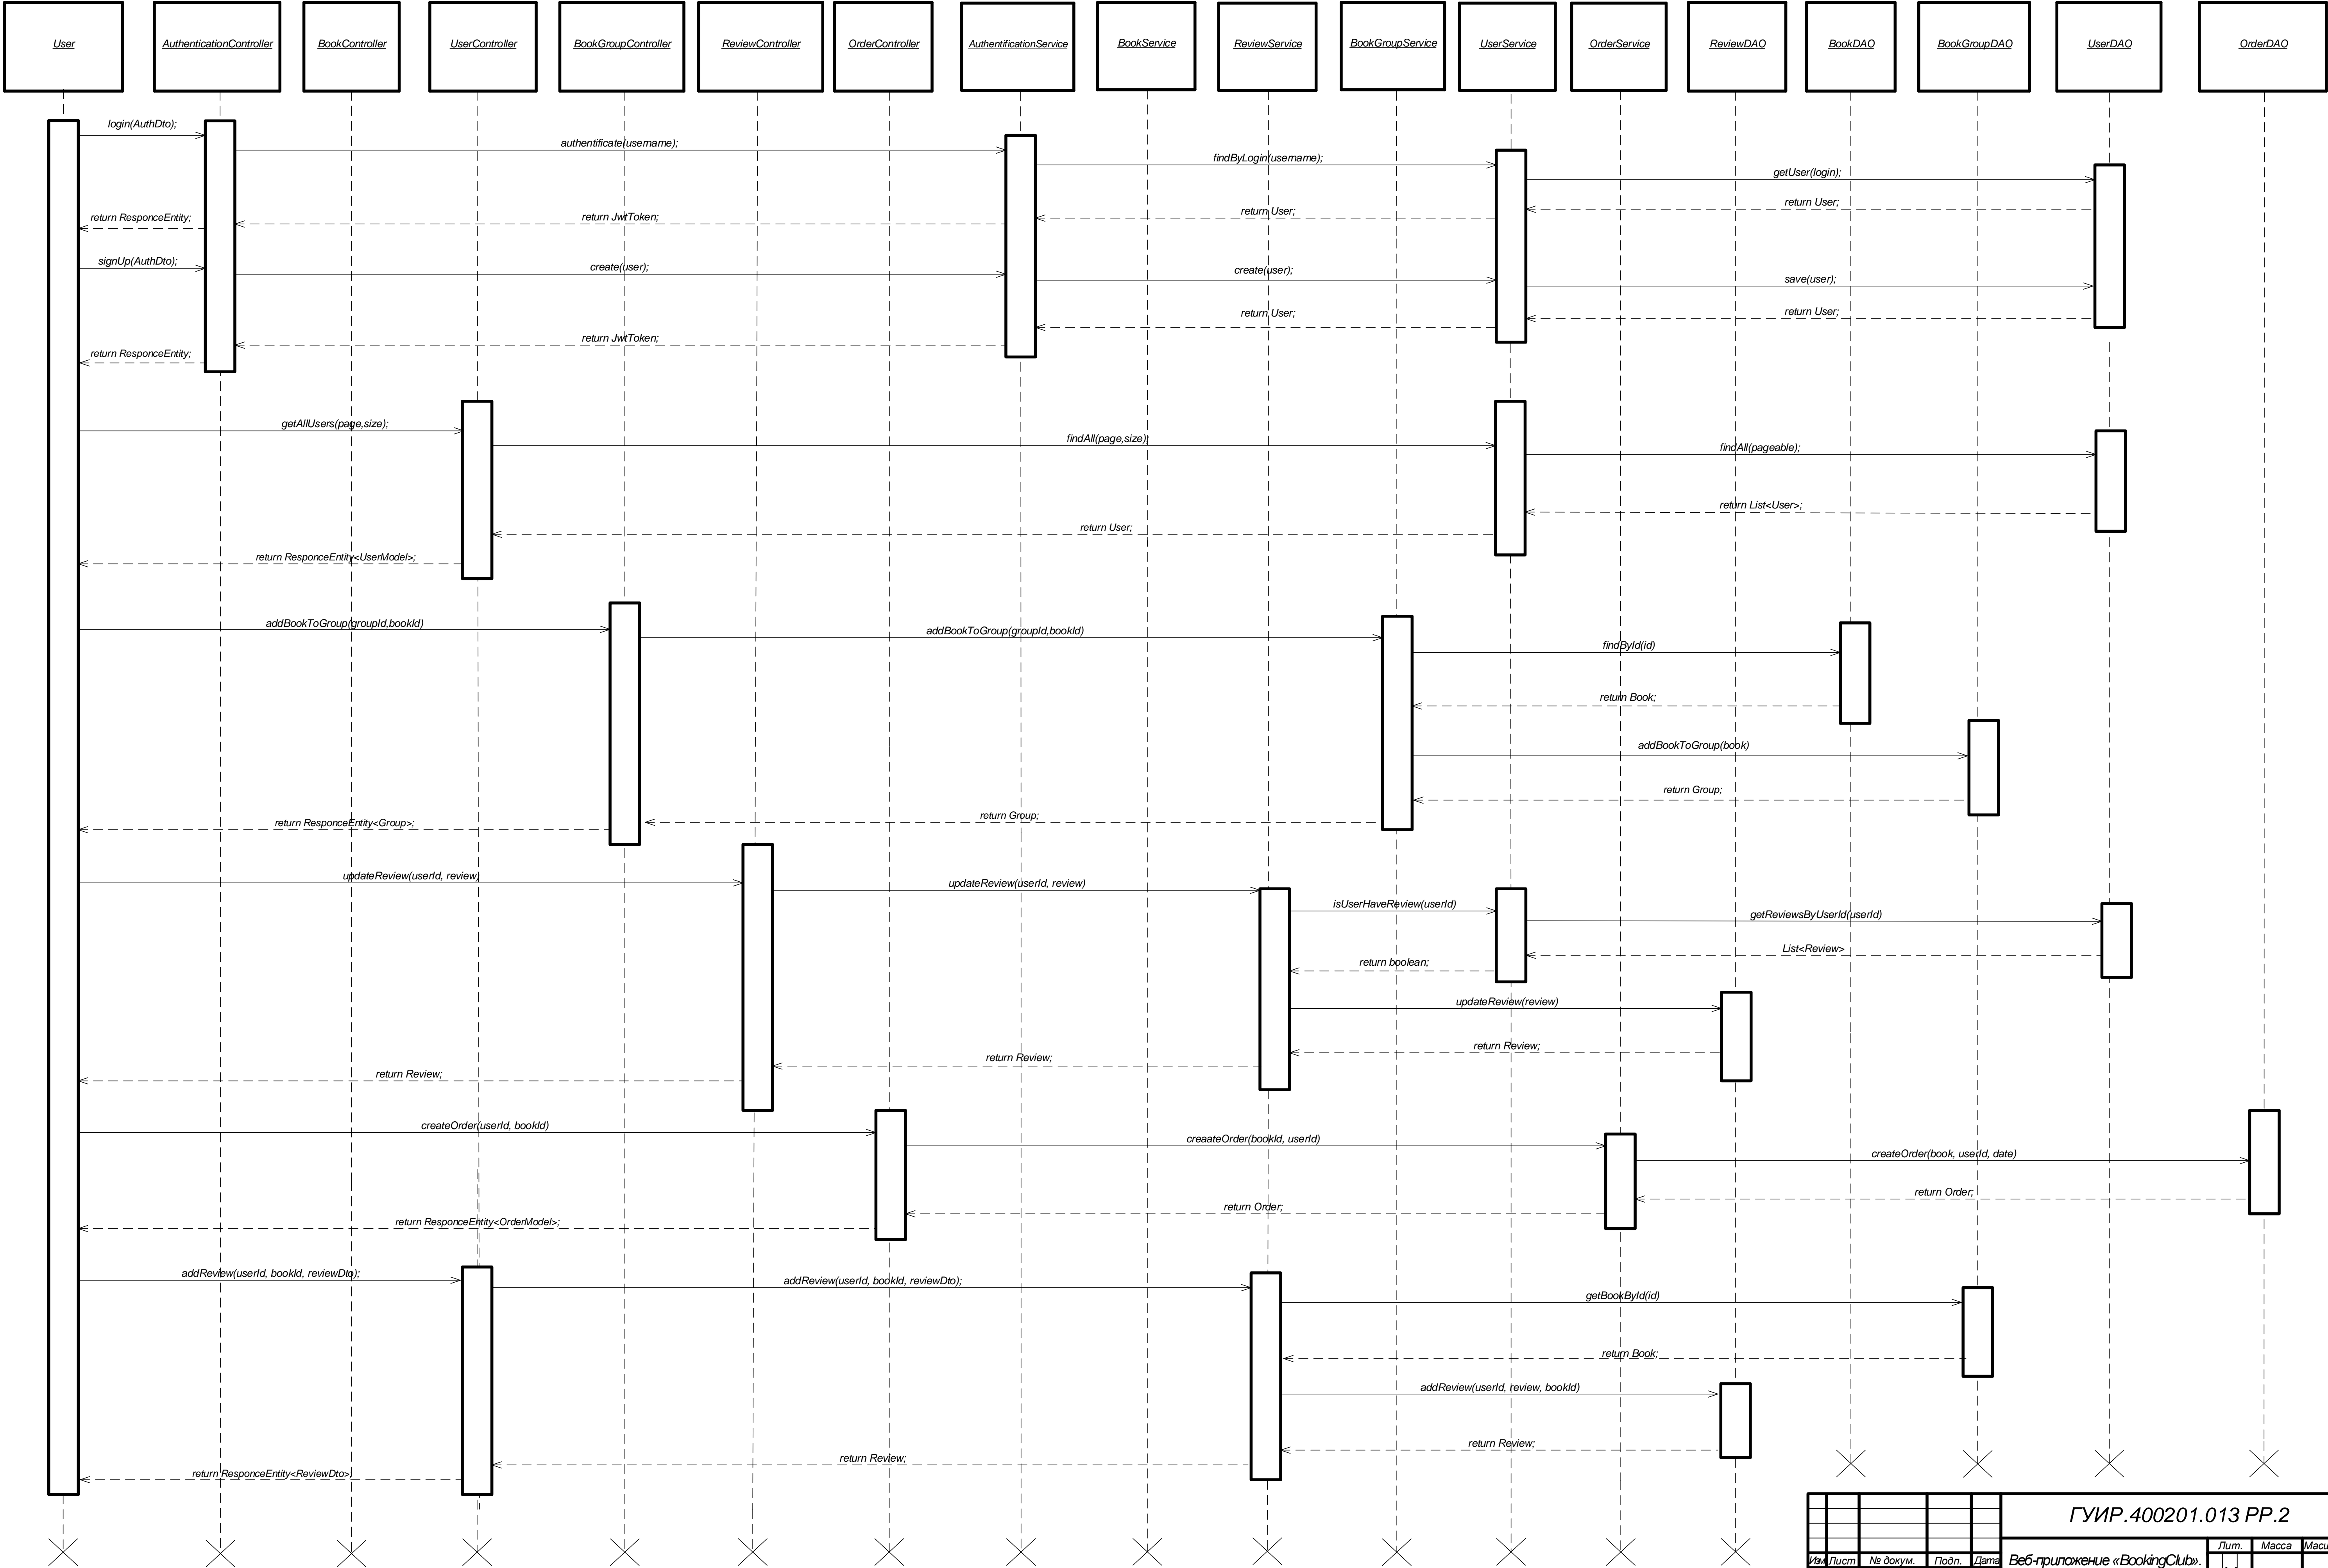 User
AuthenticationController
BookController
UserController
BookGroupController
ReviewController
OrderController
AuthentificationService
BookService
ReviewService
BookGroupService
UserService
OrderService
ReviewDAO
BookDAO
BookGroupDAO
UserDAO
OrderDAO
login(AuthDto);
authentificate(username);
findByLogin(username);
getUser(login);
return User;
return User;
return JwtToken;
return ResponceEntity;
signUp(AuthDto);
create(user);
create(user);
save(user);
return User;
return User;
return JwtToken;
return ResponceEntity;
getAllUsers(page,size);
findAll(page,size);
findAll(pageable);
return List<User>;
return User;
return ResponceEntity<UserModel>;
addBookToGroup(groupId,bookId)
addBookToGroup(groupId,bookId)
findById(id)
return Book;
addBookToGroup(book)
return Group;
return Group;
return ResponceEntity<Group>;
updateReview(userId, review)
updateReview(userId, review)
isUserHaveReview(userId)
getReviewsByUserId(userId)
List<Review>
return boolean;
updateReview(review)
return Review;
return Review;
return Review;
createOrder(userId, bookId)
creaateOrder(bookId, userId)
createOrder(book, userId, date)
return Order;
return Order;
return ResponceEntity<OrderModel>;
addReview(userId, bookId, reviewDto);
addReview(userId, bookId, reviewDto);
getBookById(id)
return Book;
addReview(userId, review, bookId)
return Review;
return Review;
return ResponceEntity<ReviewDto>;
ГУИР.400201.013 РР.2
Лит. Масса
Изм Лист № докум. Подп. Дата
Веб-приложение «BookingClub».